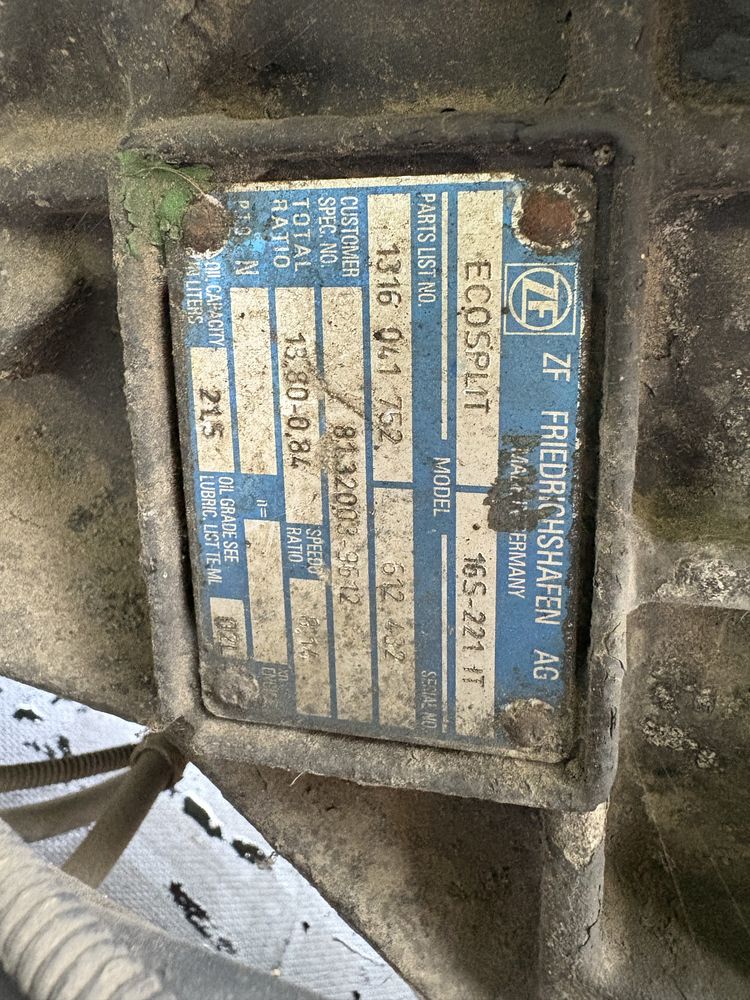 ZF
ZF FRIEDRICHSHAFEN AG
MADE IN GERMANY
ECOSPLIT
16S-221 IT
PARTS LIST NO.
MODEL
SERIAL NO.
1316 041 752
612 432
CUSTOMER SPEC. NO.
81.32003-9612
TOTAL RATIO
13,80-0,84
SPEEDO RATIO
P.T.O. N
n=
OIL CAPACITY IN LITERS
OIL GRADE SEE LUBRIC. LIST TE-ML